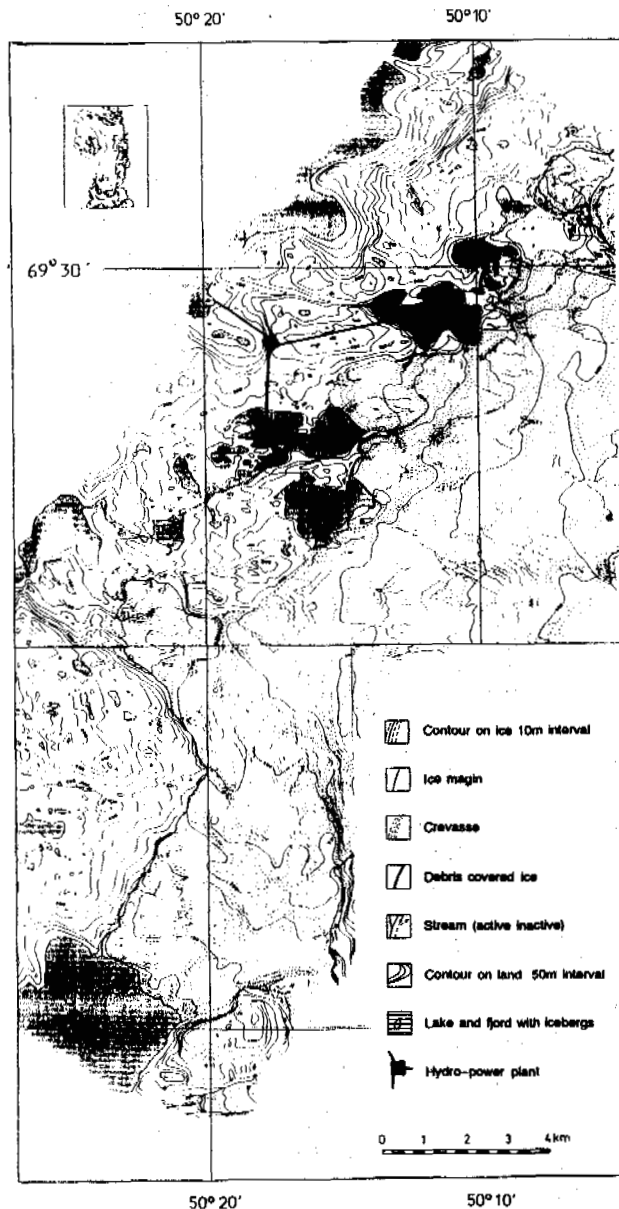 50° 20'
50° 10'
69° 30'
Contour on ice 10m interval
Ice magin
Crevasse
Debris covered ice
Stream (active inactive)
Contour on land 50m interval
Lake and fjord with icebergs
Hydro-power plant
0 1 2 3 4 km
50° 20'
50° 10'